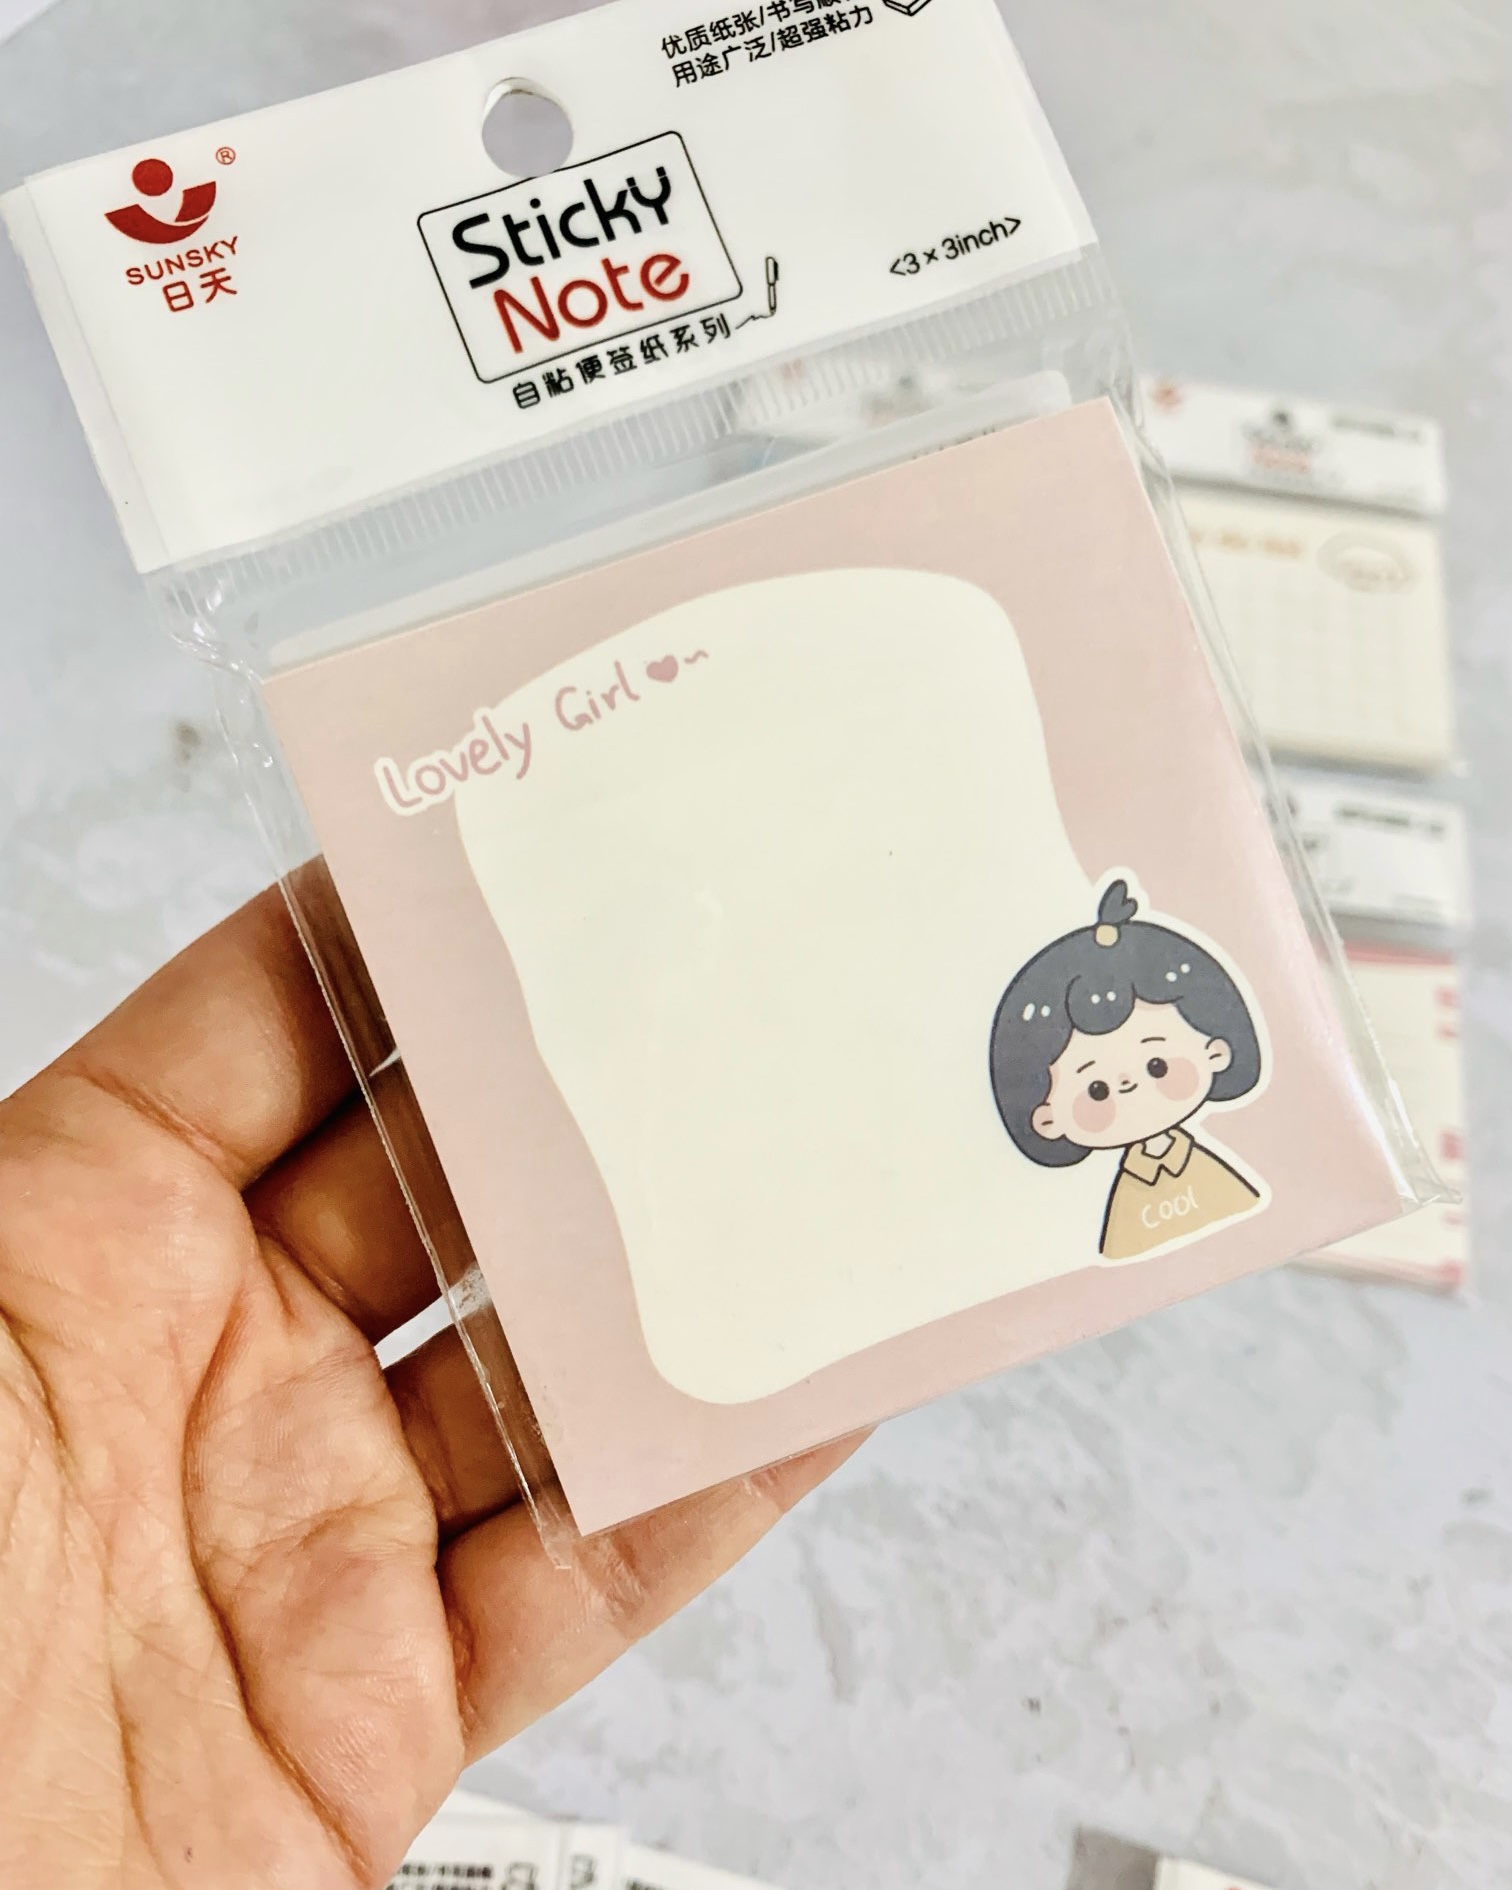 优质纸张/书写顺
用途广泛/超强粘力
®
SUNSKY
日天
Sticky
Note
自粘便签纸系列
<3 x 3inch>
Lovely Girl ♥~
COOL